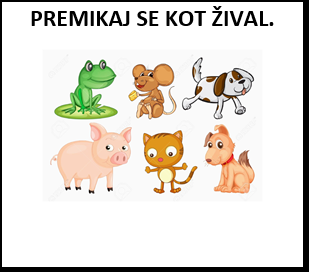 PREMIKAJ SE KOT ŽIVAL.